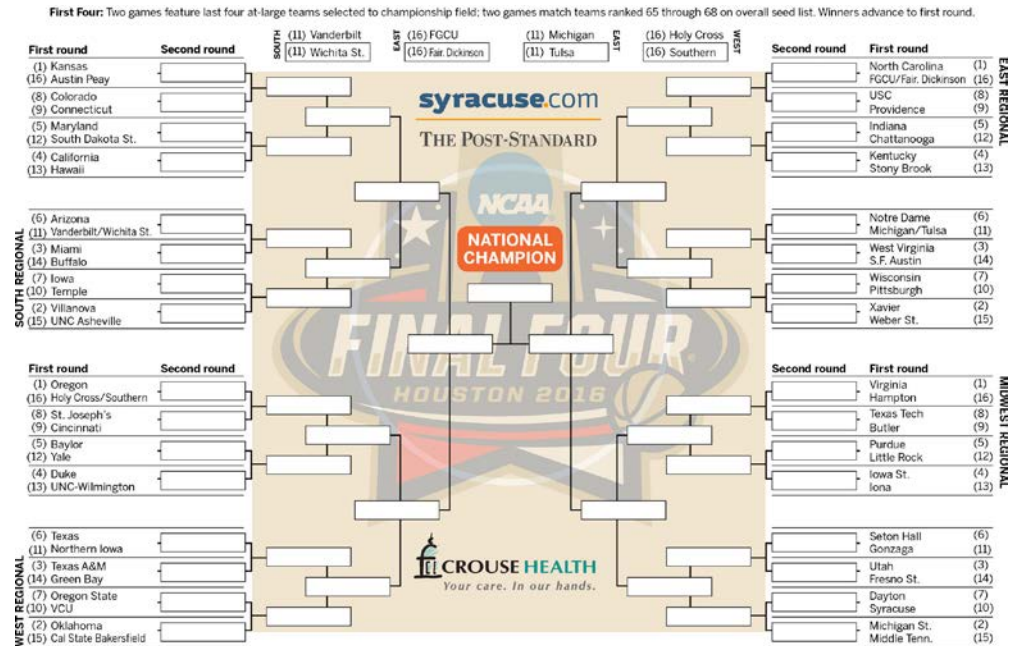 First Four: Two games feature last four at-large teams selected to championship field; two games match teams ranked 65 through 68 on overall seed list. Winners advance to first round.
SOUTH
(11) Vanderbilt
(11) Wichita St.
EAST
(16) FGCU
(16) Fair. Dickinson
(11) Michigan
(11) Tulsa
EAST
(16) Holy Cross
(16) Southern
WEST
First round Second round
(1) Kansas
(16) Austin Peay
(8) Colorado
(9) Connecticut
(5) Maryland
(12) South Dakota St.
(4) California
(13) Hawaii
SOUTH REGIONAL
(6) Arizona
(11) Vanderbilt/Wichita St.
(3) Miami
(14) Buffalo
(7) Iowa
(10) Temple
(2) Villanova
(15) UNC Asheville
First round Second round
(1) Oregon
(16) Holy Cross/Southern
(8) St. Joseph's
(9) Cincinnati
(5) Baylor
(12) Yale
(4) Duke
(13) UNC-Wilmington
WEST REGIONAL
(6) Texas
(11) Northern Iowa
(3) Texas A&M
(14) Green Bay
(7) Oregon State
(10) VCU
(2) Oklahoma
(15) Cal State Bakersfield
syracuse.com
THE POST-STANDARD
NCAA
NATIONAL
CHAMPION
FINAL FOUR
HOUSTON 2016
CROUSE HEALTH
Your care. In our hands.
Second round First round
North Carolina (1)
FGCU/Fair. Dickinson (16)
USC (8)
Providence (9)
Indiana (5)
Chattanooga (12)
Kentucky (4)
Stony Brook (13)
EAST REGIONAL
Notre Dame (6)
Michigan/Tulsa (11)
West Virginia (3)
S.F. Austin (14)
Wisconsin (7)
Pittsburgh (10)
Xavier (2)
Weber St. (15)
Second round First round
Virginia (1)
Hampton (16)
Texas Tech (8)
Butler (9)
Purdue (5)
Little Rock (12)
Iowa St. (4)
Iona (13)
MIDWEST REGIONAL
Seton Hall (6)
Gonzaga (11)
Utah (3)
Fresno St. (14)
Dayton (7)
Syracuse (10)
Michigan St. (2)
Middle Tenn. (15)